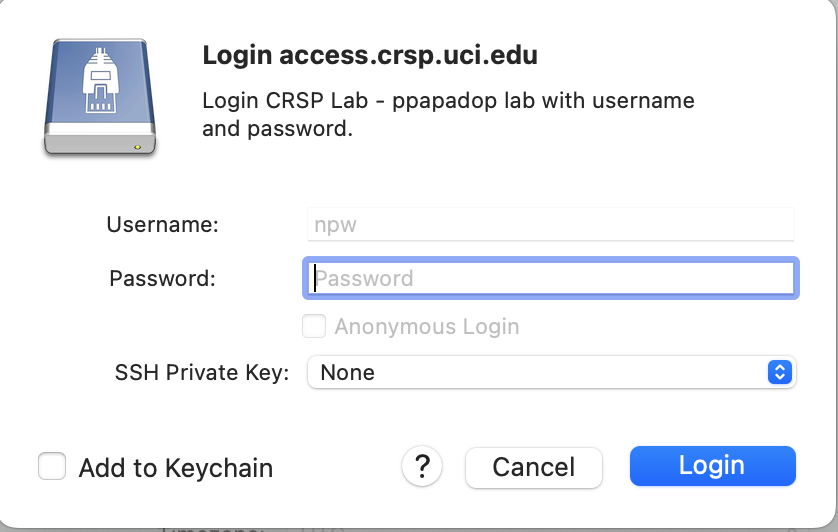 Login access.crsp.uci.edu
Login CRSP Lab - ppapadop lab with username
and password.
Username: npw
Password: Password
Anonymous Login
SSH Private Key: None
Add to Keychain ? Cancel Login